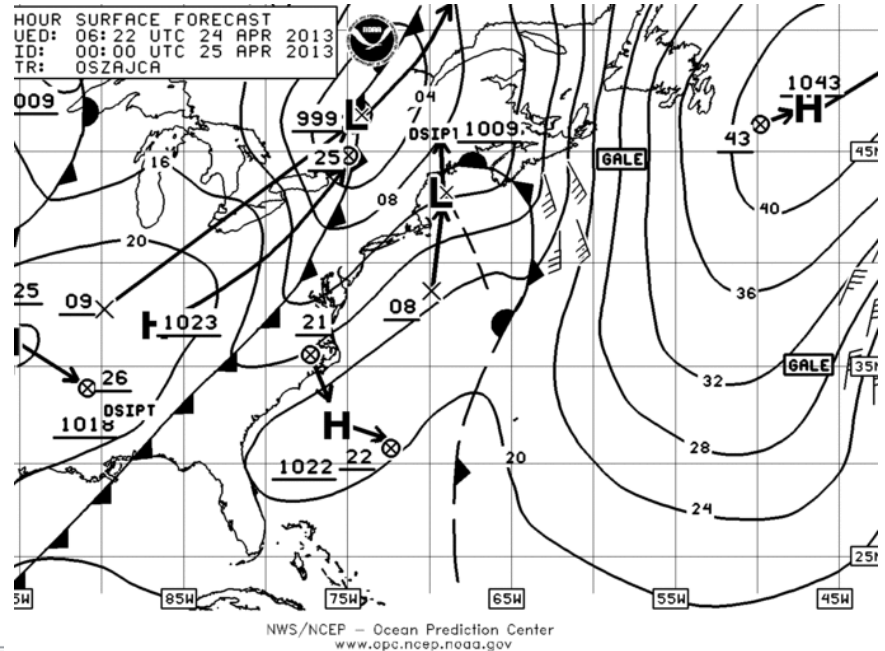 HOUR SURFACE FORECAST
UED: 06:22 UTC 24 APR 2013
ID: 00:00 UTC 25 APR 2013
TR: OSZAJCA
NOAA
009
999
L
04
DSIPT
1009
1043
H
43
16
25
GALE
45N
08
L
40
20
25
09
H
1023
21
08
36
26
GALE
35N
DSIPT
1018
32
H
1022
22
20
28
24
25N
5W
85W
75W
65W
55W
45W
NWS/NCEP – Ocean Prediction Center
www.opc.ncep.noaa.gov